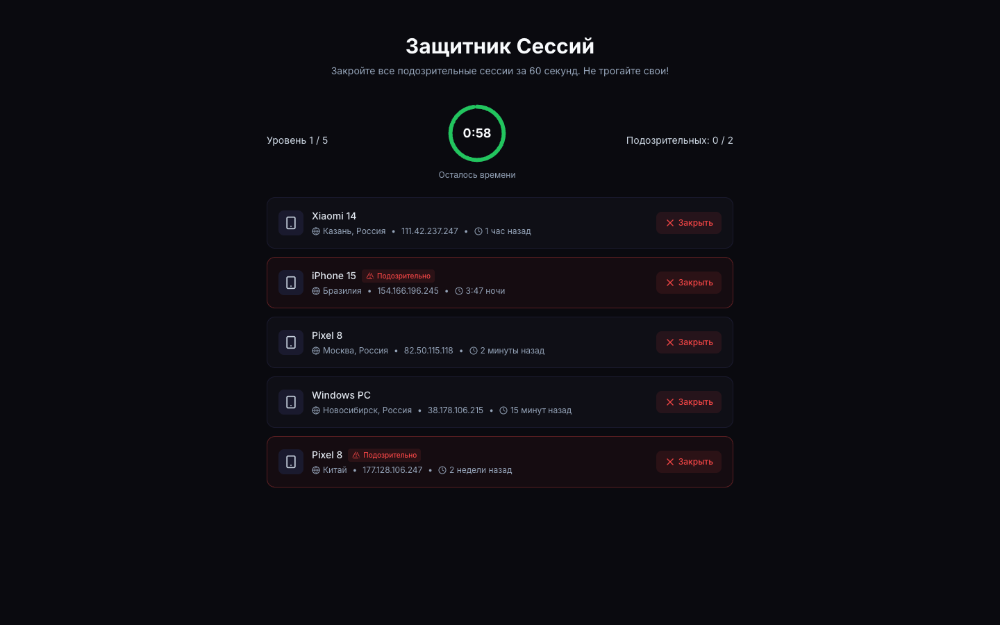 Защитник Сессий
Закройте все подозрительные сессии за 60 секунд. Не трогайте свои!
Уровень 1 / 5
0:58
Осталось времени
Подозрительных: 0 / 2
Xiaomi 14
Казань, Россия • 111.42.237.247 • 1 час назад
Закрыть
iPhone 15 Подозрительно
Бразилия • 154.166.196.245 • 3:47 ночи
Закрыть
Pixel 8
Москва, Россия • 82.50.115.118 • 2 минуты назад
Закрыть
Windows PC
Новосибирск, Россия • 38.178.106.215 • 15 минут назад
Закрыть
Pixel 8 Подозрительно
Китай • 177.128.106.247 • 2 недели назад
Закрыть